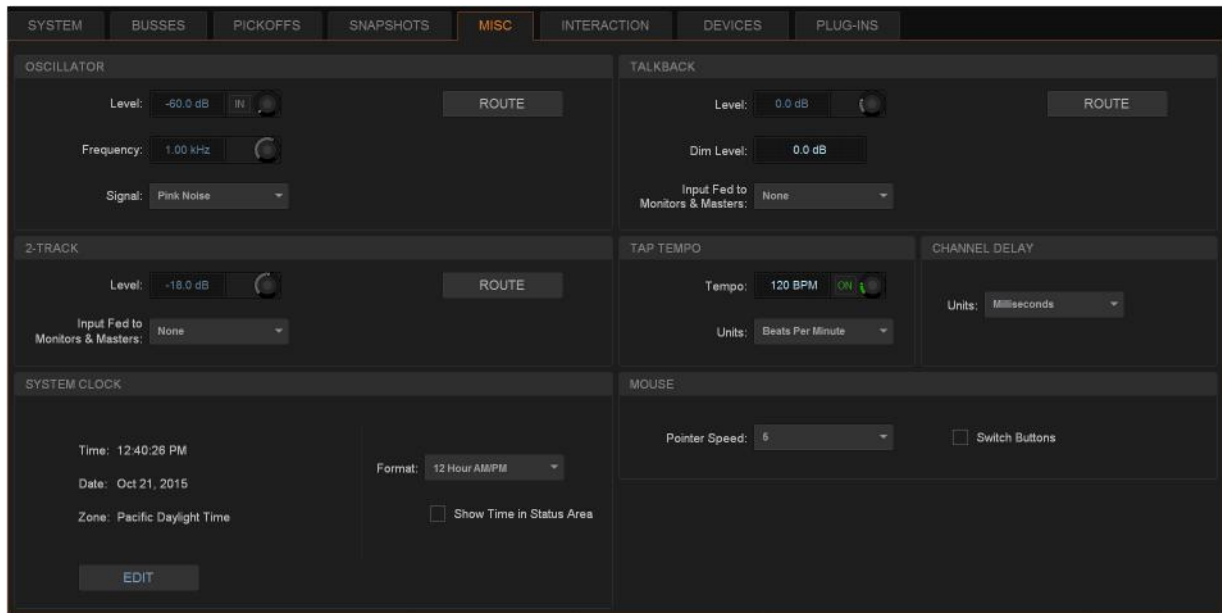 SYSTEM BUSSES PICKOFFS SNAPSHOTS MISC INTERACTION DEVICES PLUG-INS
OSCILLATOR
Level: -60.0 dB IN ROUTE
Frequency: 1.00 kHz
Signal: Pink Noise
TALKBACK
Level: 0.0 dB ROUTE
Dim Level: 0.0 dB
Input Fed to
Monitors & Masters: None
2-TRACK
Level: -18.0 dB ROUTE
Input Fed to
Monitors & Masters: None
TAP TEMPO
Tempo: 120 BPM ON
Units: Beats Per Minute
CHANNEL DELAY
Units: Milliseconds
SYSTEM CLOCK
Time: 12:40:26 PM
Date: Oct 21, 2015
Zone: Pacific Daylight Time
EDIT
Format: 12 Hour AM/PM
Show Time in Status Area
MOUSE
Pointer Speed: 5
Switch Buttons